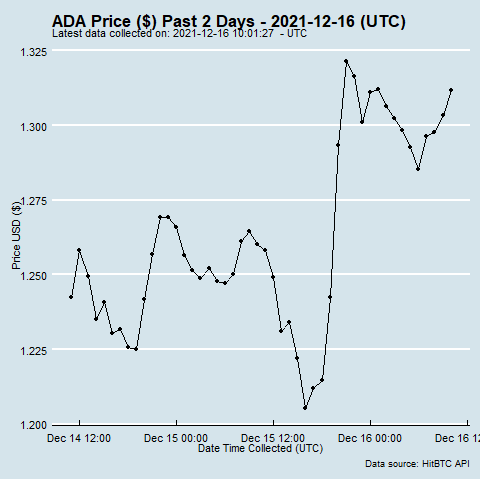 ADA Price ($) Past 2 Days - 2021-12-16 (UTC)
Latest data collected on: 2021-12-16 10:01:27 - UTC
1.325
1.300
1.275
1.250
1.225
1.200
Price USD ($)
Dec 14 12:00
Dec 15 00:00
Dec 15 12:00
Dec 16 00:00
Dec 16 12
Date Time Collected (UTC)
Data source: HitBTC API